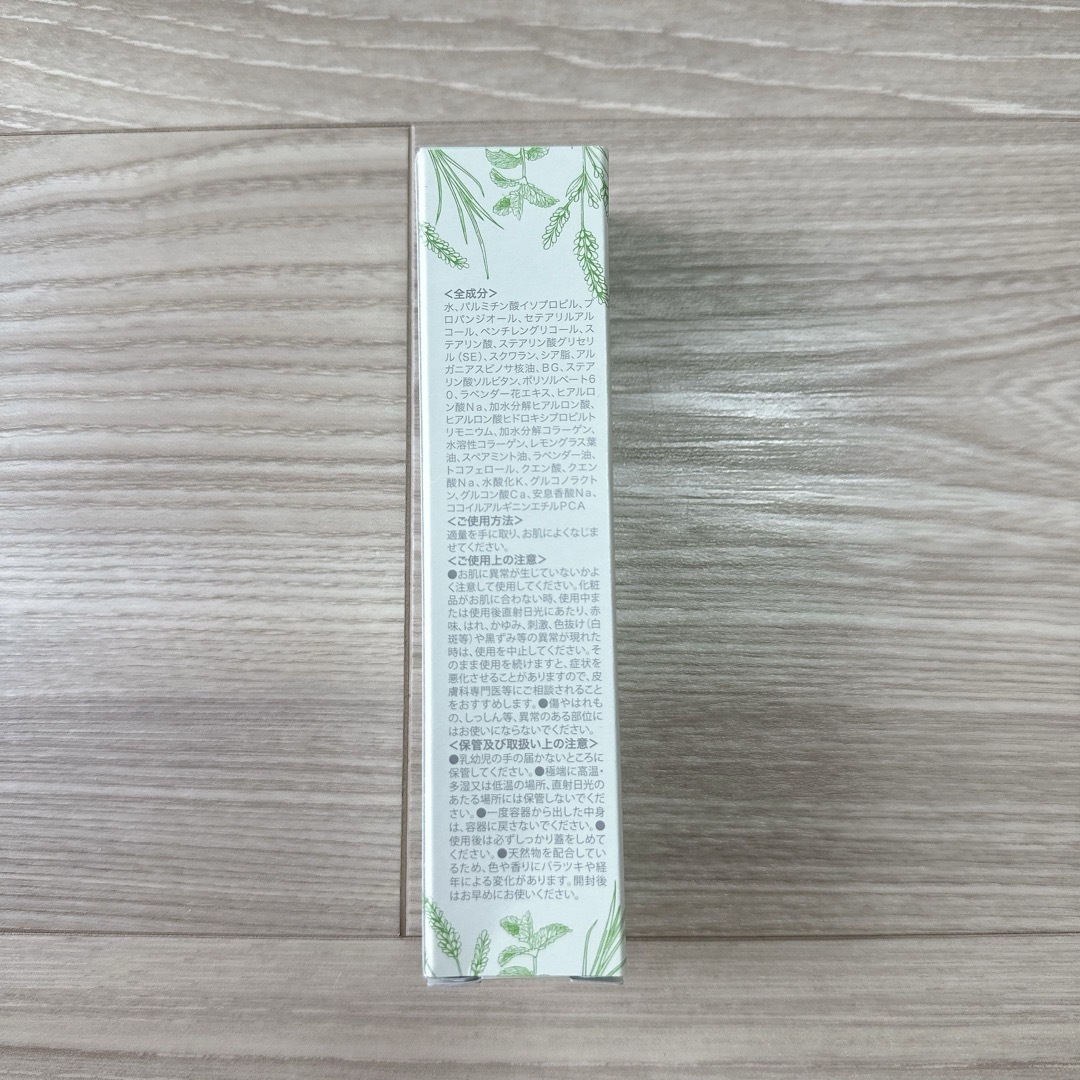 <全成分>
水、パルミチン酸イソプロピル、プ
ロパンジオール、セテアリルアル
コール、ペンチレングリコール、ス
テアリン酸、ステアリン酸グリセリ
ル(SE)、スクワラン、シア脂、アル
ガニアスピノサ核油、BG、ステア
リン酸ソルビタン、ポリソルベート6
0、ラベンダー花エキス、ヒアルロ
ン酸Na、加水分解ヒアルロン酸、
ヒアルロン酸ヒドロキシプロピルト
リモニウム、加水分解コラーゲン、
水溶性コラーゲン、レモングラス葉
油、スペアミント油、ラベンダー油、
トコフェロール、クエン酸、クエン
酸Na、水酸化K、グルコノラクト
ン、グルコン酸Ca、安息香酸Na、
ココイルアルギニンエチルPCA
<ご使用方法>
適量を手に取り、お肌によくなじま
せてください。
<ご使用上の注意>
●お肌に異常が生じていないかよ
く注意して使用してください。化粧
品がお肌に合わない時、使用中ま
たは使用後直射日光にあたり、赤
味、はれ、かゆみ、刺激、色抜け(白
斑等)や黒ずみ等の異常が現れた
時は、使用を中止してください。そ
のまま使用を続けますと、症状を
悪化させることがありますので、皮
膚科専門医等にご相談されること
をおすすめします。●傷やはれも
の、しっしん等、異常のある部位に
はお使いにならないでください。
<保管及び取扱い上の注意>
●乳幼児の手の届かないところに
保管してください。●極端に高温・
多湿又は低温の場所、直射日光の
あたる場所には保管しないでくだ
さい。●一度容器から出した中身
は、容器に戻さないでください。●
使用後は必ずしっかり蓋をしめて
ください。●天然物を配合してい
るため、色や香りにバラツキや経
年による変化があります。開封後
はお早めにお使いください。